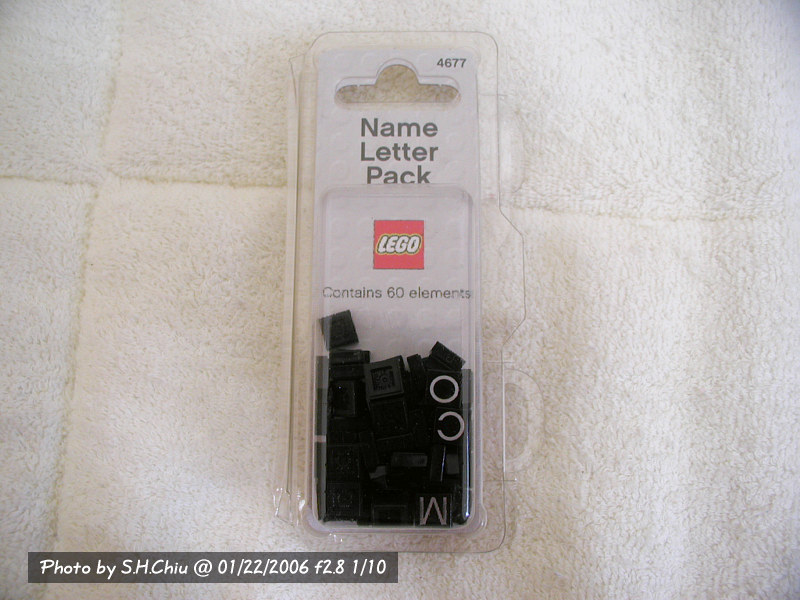 4677
Name
Letter
Pack
LEGO
Contains 60 elements
O
C
M
Photo by S.H.Chiu @ 01/22/2006 f2.8 1/10